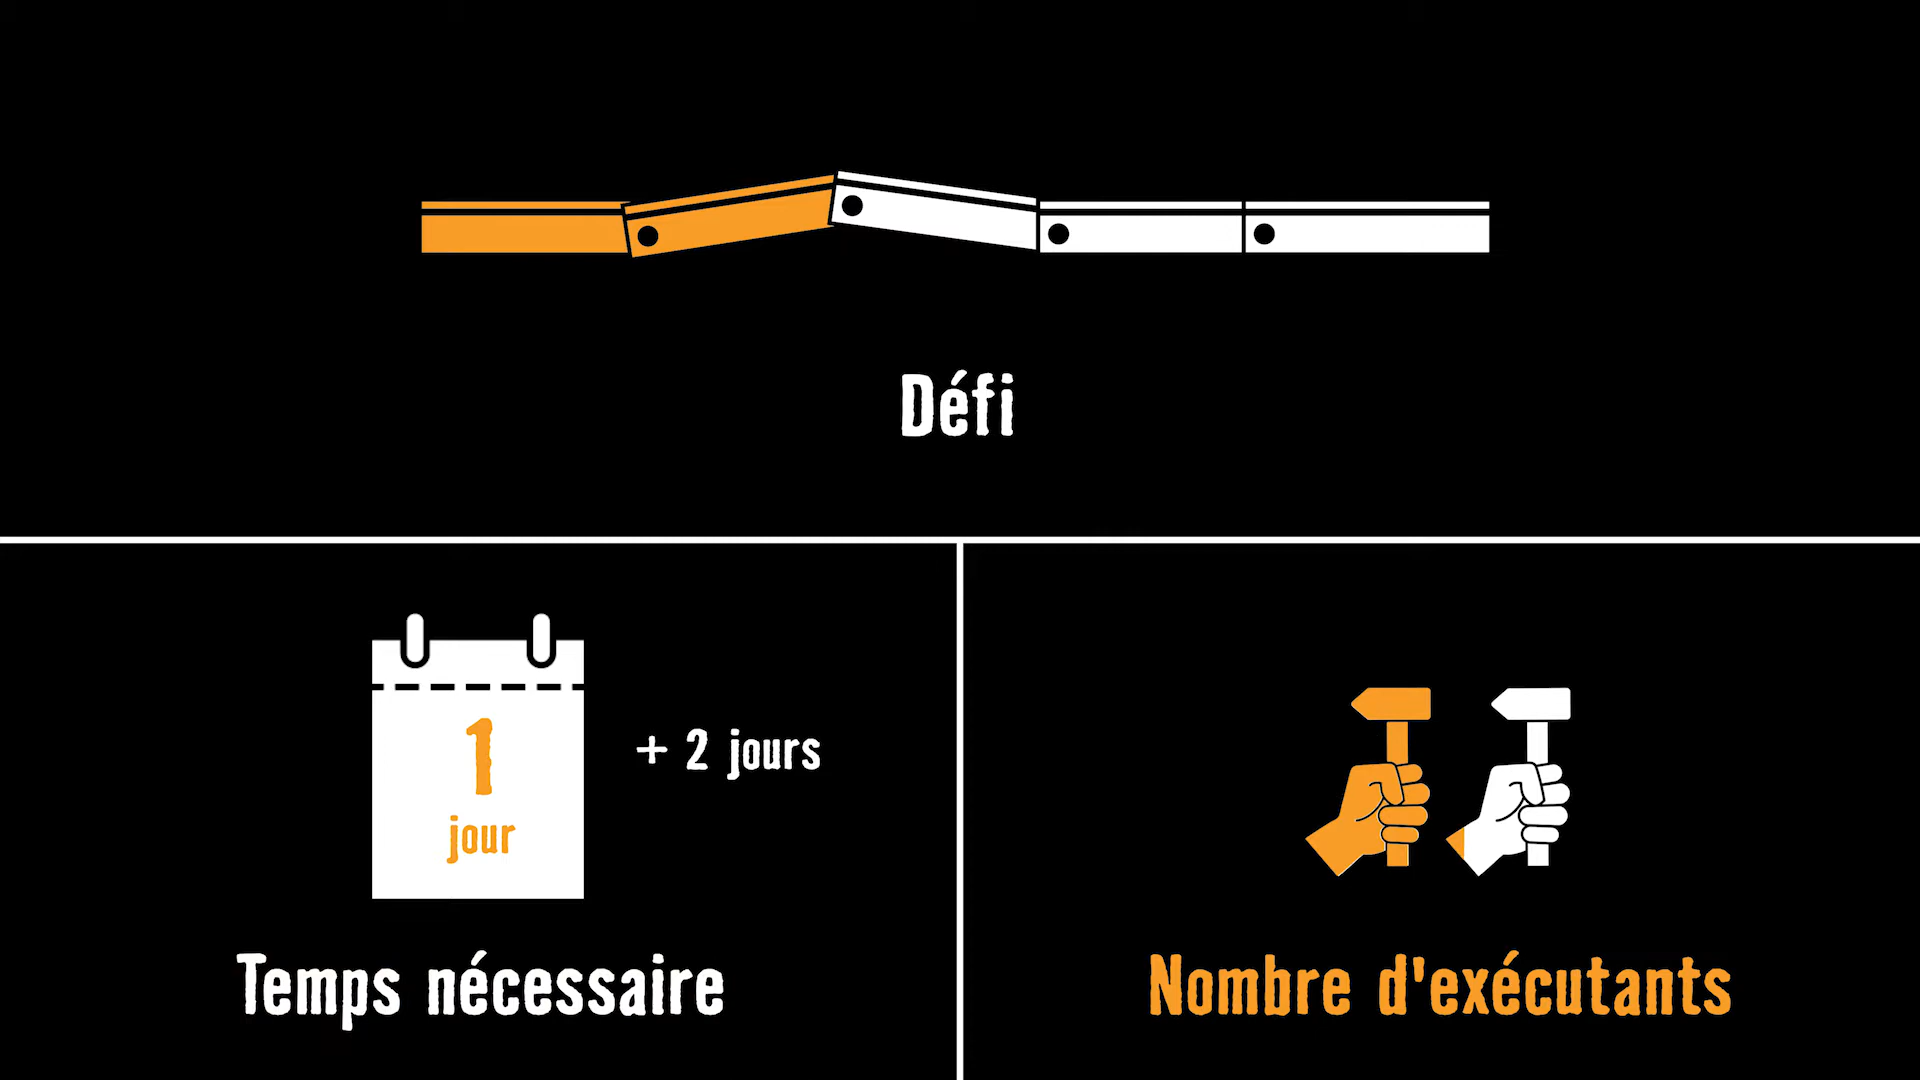 Défi
1
jour
+ 2 jours
Temps nécessaire
Nombre d'exécutants